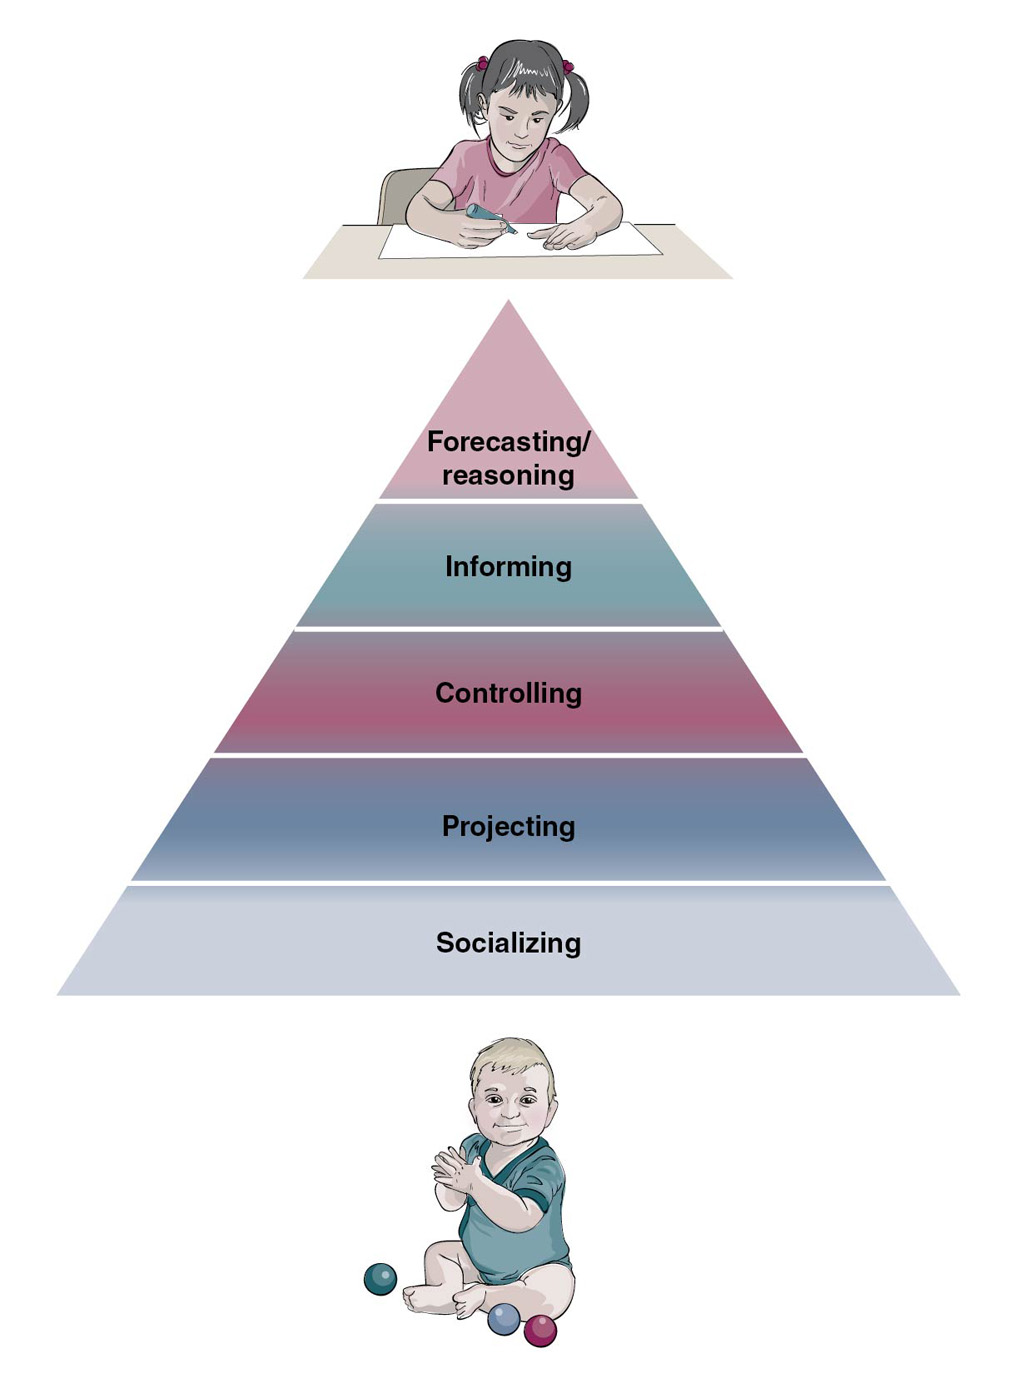 Forecasting/
reasoning
Informing
Controlling
Projecting
Socializing